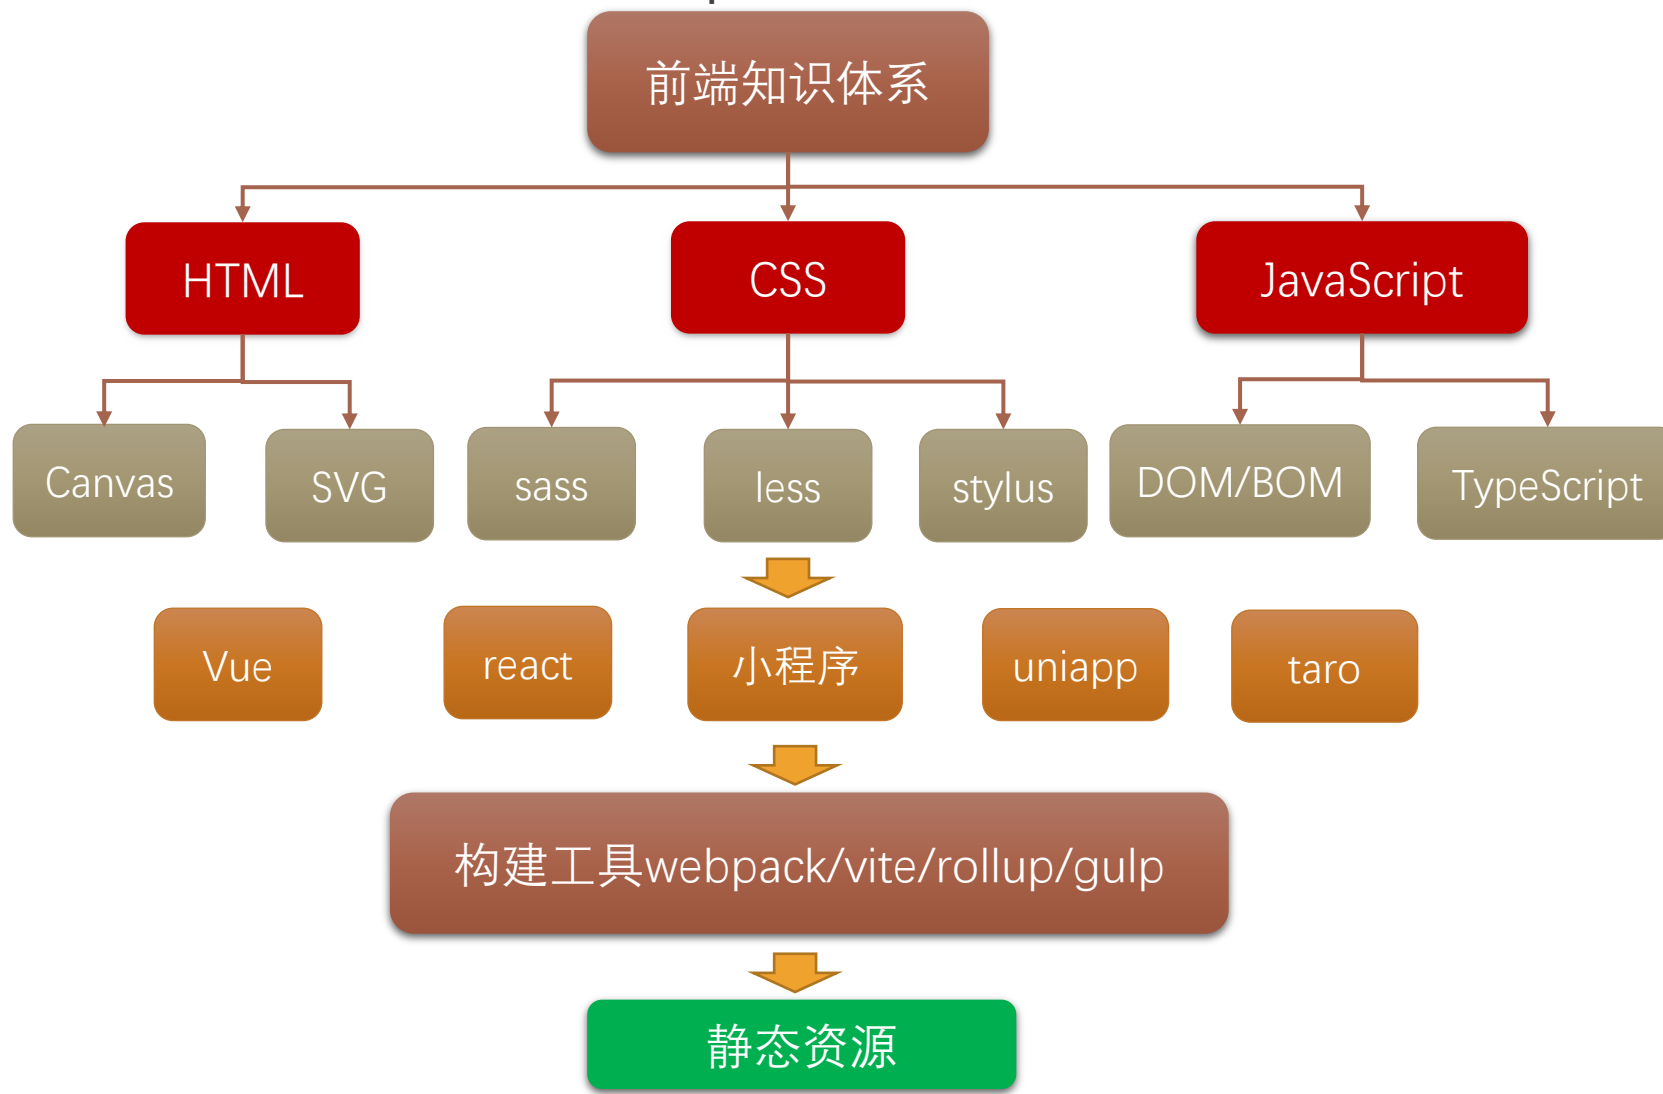 前端知识体系
HTML
CSS
JavaScript
Canvas
SVG
sass
less
stylus
DOM/BOM
TypeScript
Vue
react
小程序
uniapp
taro
构建工具webpack/vite/rollup/gulp
静态资源